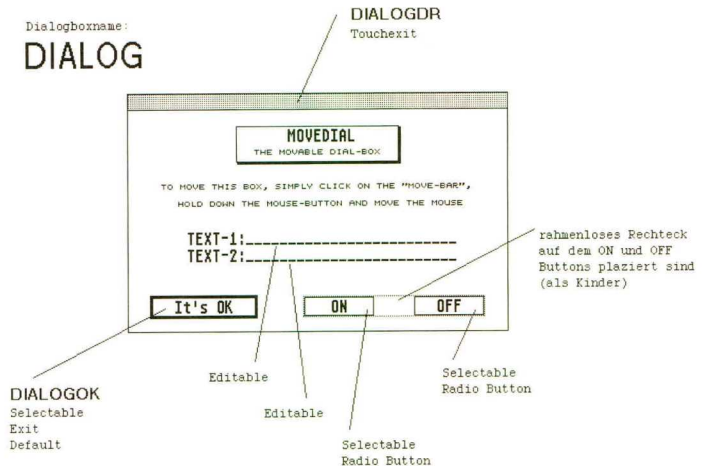 Dialogboxname:
DIALOG
DIALOGDR
Touchexit
MOVEDIAL
THE MOVABLE DIAL-BOX
TO MOVE THIS BOX, SIMPLY CLICK ON THE "MOVE-BAR",
HOLD DOWN THE MOUSE-BUTTON AND MOVE THE MOUSE
TEXT-1:______________________________
TEXT-2:______________________________
rahmenloses Rechteck
auf dem ON und OFF
Buttons plaziert sind
(als Kinder)
It's OK
ON
OFF
DIALOGOK
Selectable
Exit
Default
Editable
Editable
Selectable
Radio Button
Selectable
Radio Button